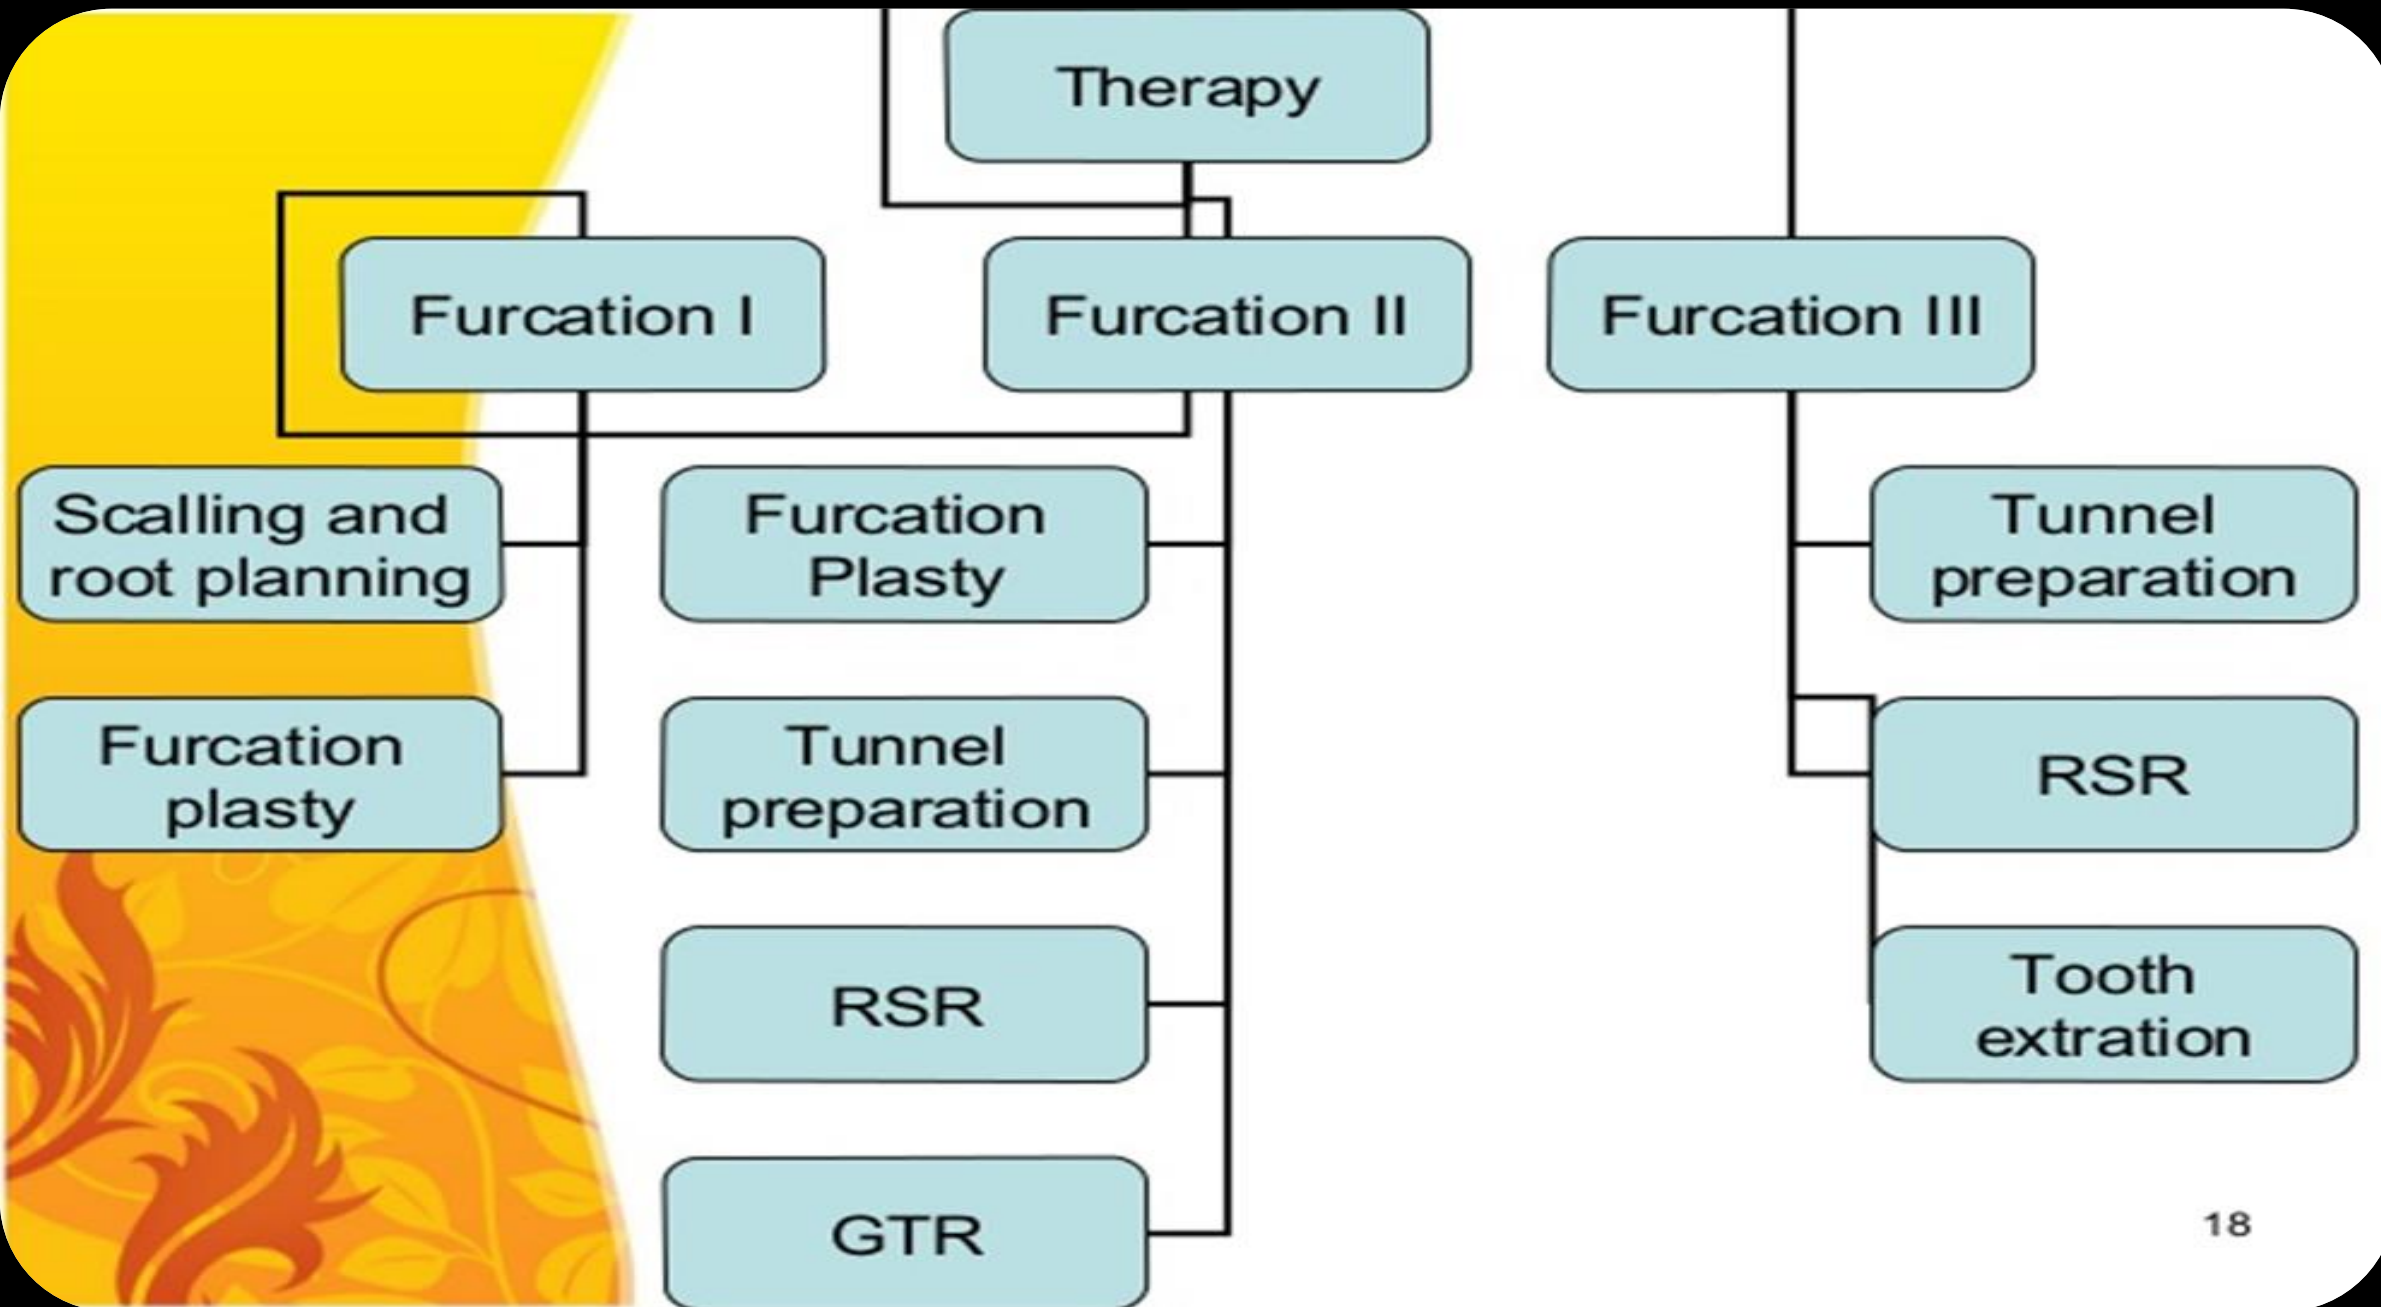 Therapy
Furcation I
Furcation II
Furcation III
Scalling and
root planning
Furcation
plasty
Furcation
Plasty
Tunnel
preparation
RSR
GTR
Tunnel
preparation
RSR
Tooth
extration
18